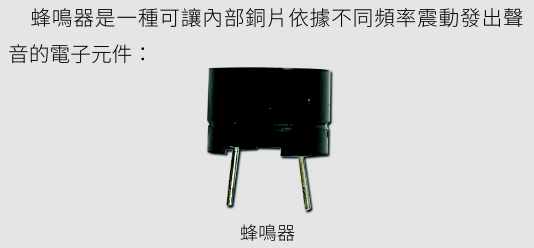 蜂鳴器是一種可讓內部銅片依據不同頻率震動發出聲
音的電子元件：
蜂鳴器